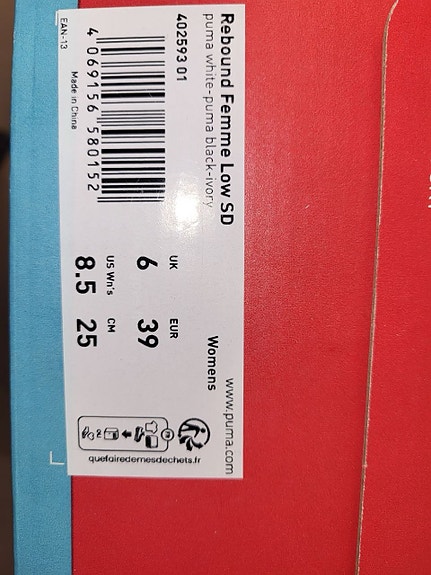 Rebound Femme Low SD
puma white-puma black-ivory
402593 01
4 069156 580152
EAN-13
Made in China
Womens
UK
EUR
6
39
US Wn's
CM
8.5
25
www.puma.com
quefairedemesdechets.fr